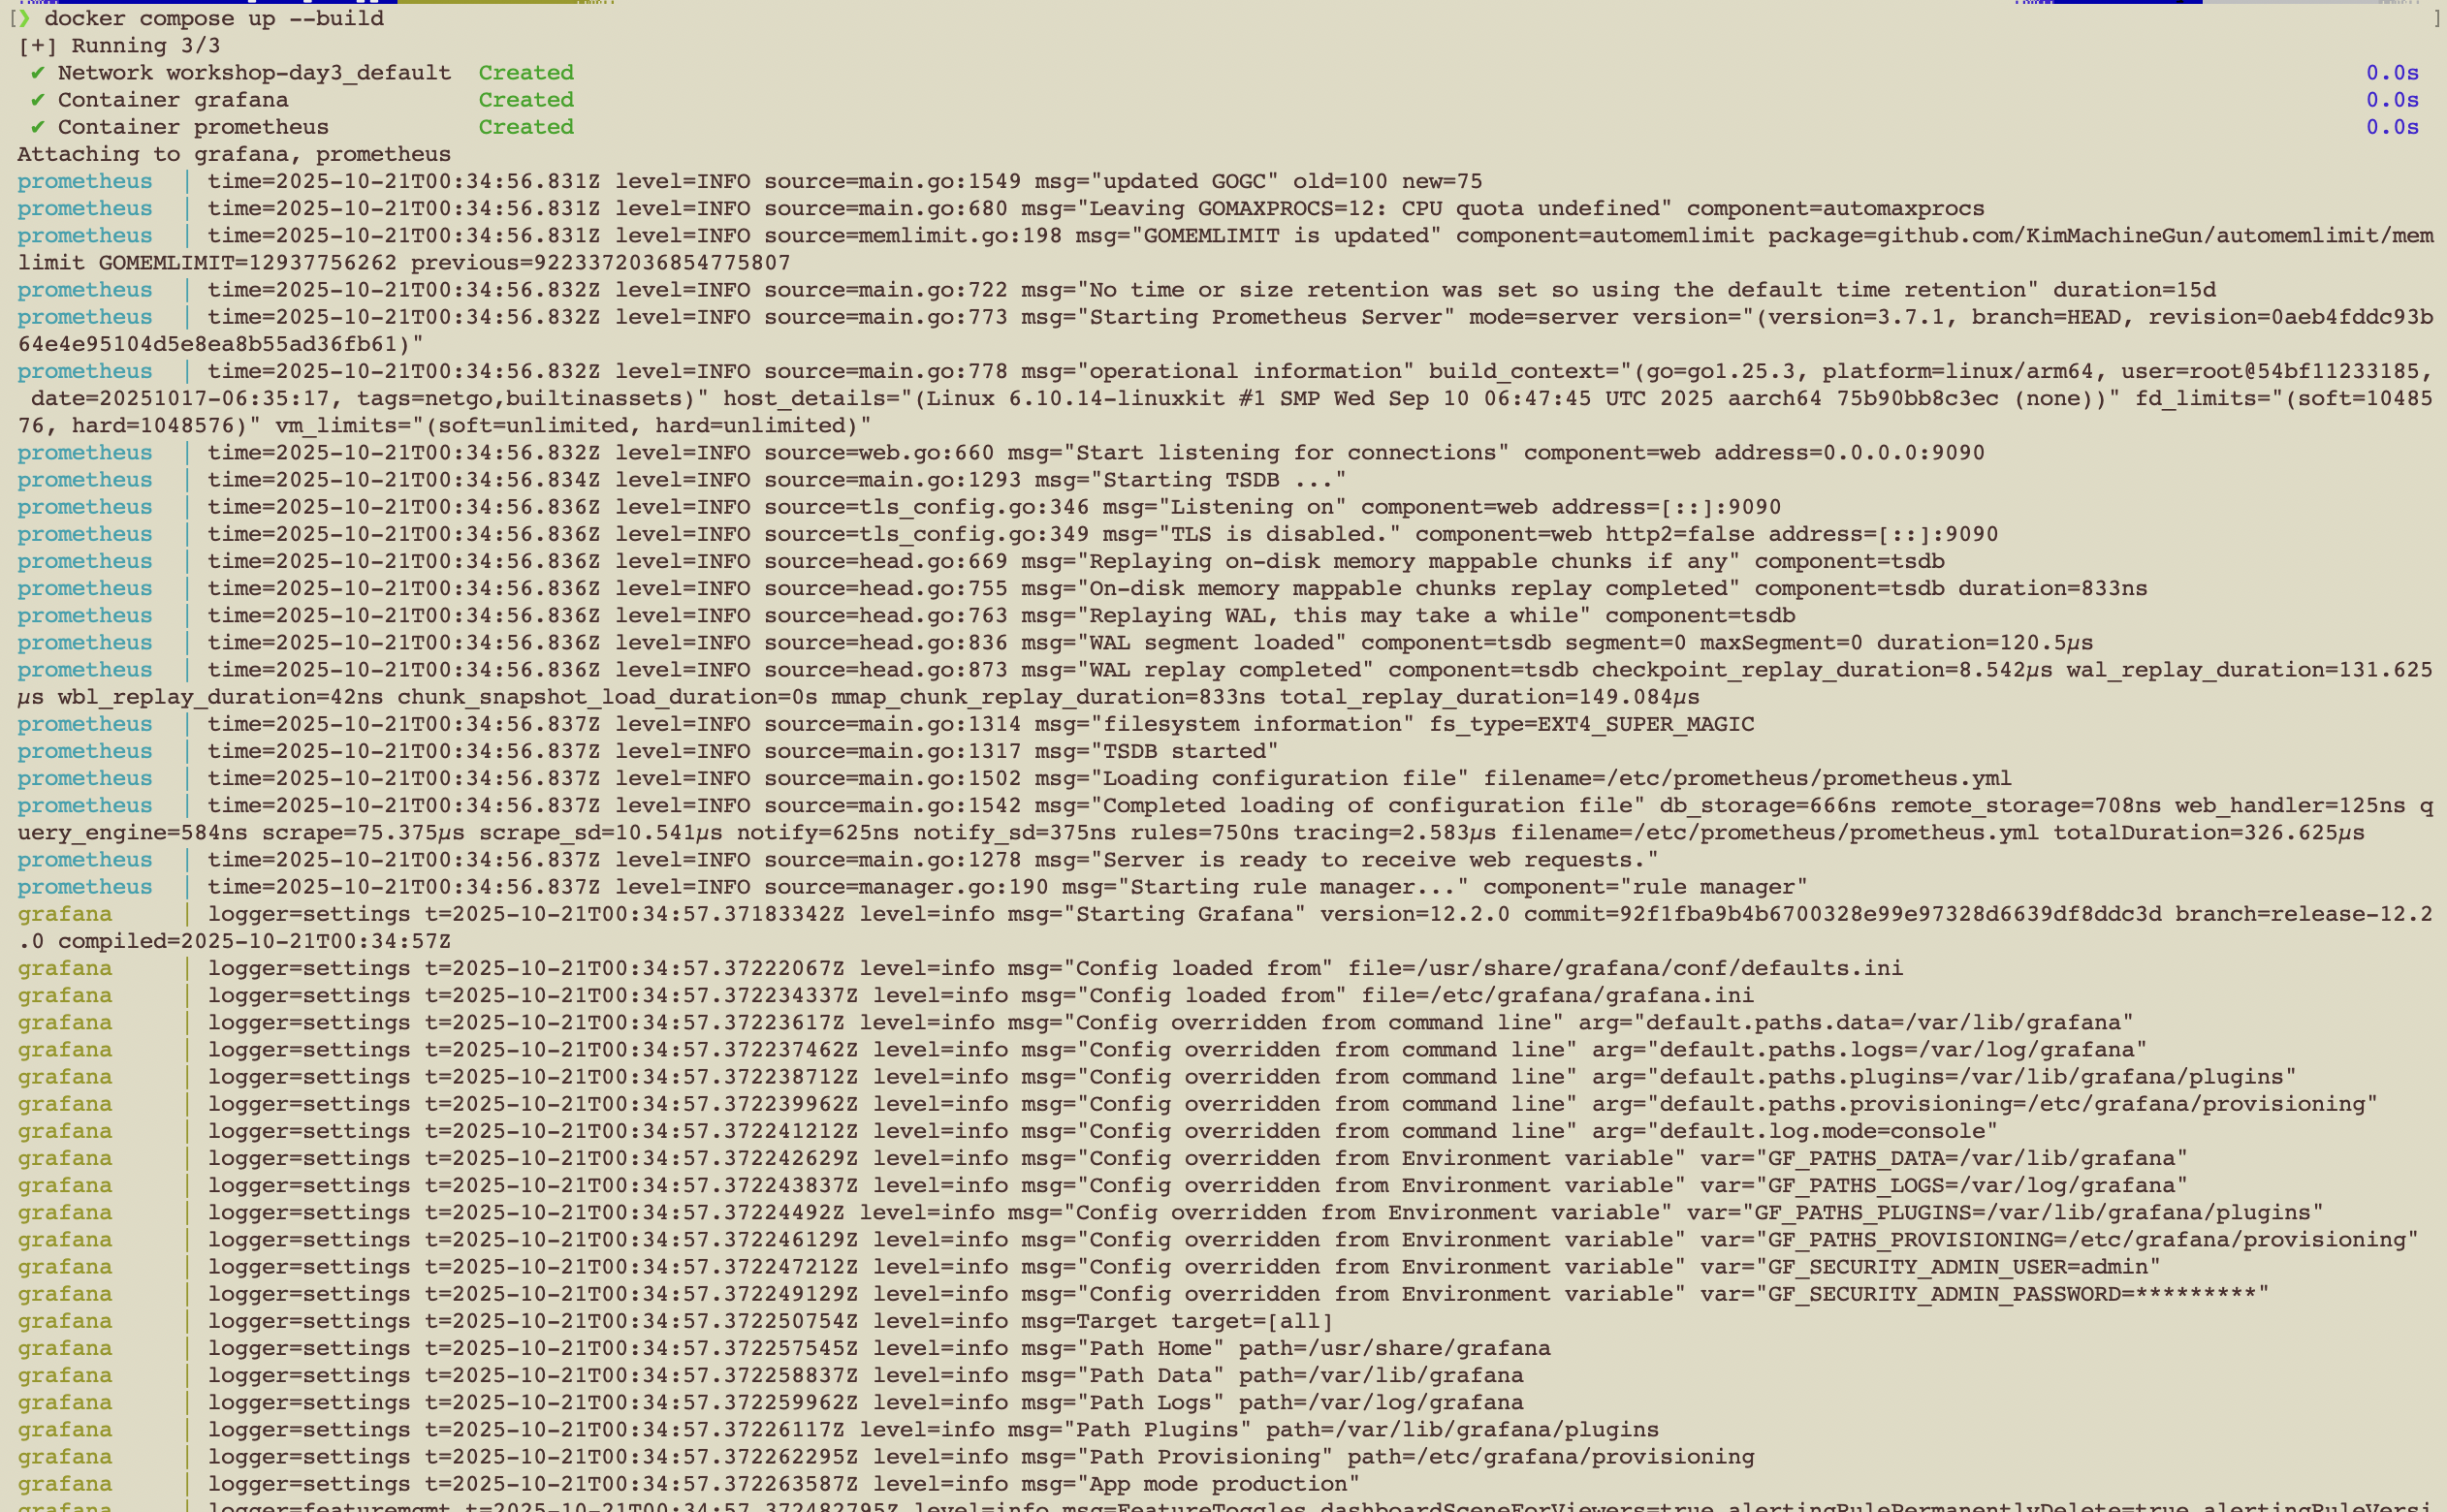 [❯ docker compose up --build ]
[+] Running 3/3
✔ Network workshop-day3_default Created 0.0s
✔ Container grafana Created 0.0s
✔ Container prometheus Created 0.0s
Attaching to grafana, prometheus
prometheus | time=2025-10-21T00:34:56.831Z level=INFO source=main.go:1549 msg="updated GOGC" old=100 new=75
prometheus | time=2025-10-21T00:34:56.831Z level=INFO source=main.go:680 msg="Leaving GOMAXPROCS=12: CPU quota undefined" component=automaxprocs
prometheus | time=2025-10-21T00:34:56.831Z level=INFO source=memlimit.go:198 msg="GOMEMLIMIT is updated" component=automemlimit package=github.com/KimMachineGun/automemlimit/mem
limit GOMEMLIMIT=12937756262 previous=9223372036854775807
prometheus | time=2025-10-21T00:34:56.832Z level=INFO source=main.go:722 msg="No time or size retention was set so using the default time retention" duration=15d
prometheus | time=2025-10-21T00:34:56.832Z level=INFO source=main.go:773 msg="Starting Prometheus Server" mode=server version="(version=3.7.1, branch=HEAD, revision=0aeb4fddc93b
64e4e95104d5e8ea8b55ad36fb61)"
prometheus | time=2025-10-21T00:34:56.832Z level=INFO source=main.go:778 msg="operational information" build_context="(go=go1.25.3, platform=linux/arm64, user=root@54bf11233185,
date=20251017-06:35:17, tags=netgo,builtinassets)" host_details="(Linux 6.10.14-linuxkit #1 SMP Wed Sep 10 06:47:45 UTC 2025 aarch64 75b90bb8c3ec (none))" fd_limits="(soft=10485
76, hard=1048576)" vm_limits="(soft=unlimited, hard=unlimited)"
prometheus | time=2025-10-21T00:34:56.832Z level=INFO source=web.go:660 msg="Start listening for connections" component=web address=0.0.0.0:9090
prometheus | time=2025-10-21T00:34:56.834Z level=INFO source=main.go:1293 msg="Starting TSDB ..."
prometheus | time=2025-10-21T00:34:56.836Z level=INFO source=tls_config.go:346 msg="Listening on" component=web address=[::]:9090
prometheus | time=2025-10-21T00:34:56.836Z level=INFO source=tls_config.go:349 msg="TLS is disabled." component=web http2=false address=[::]:9090
prometheus | time=2025-10-21T00:34:56.836Z level=INFO source=head.go:669 msg="Replaying on-disk memory mappable chunks if any" component=tsdb
prometheus | time=2025-10-21T00:34:56.836Z level=INFO source=head.go:755 msg="On-disk memory mappable chunks replay completed" component=tsdb duration=833ns
prometheus | time=2025-10-21T00:34:56.836Z level=INFO source=head.go:763 msg="Replaying WAL, this may take a while" component=tsdb
prometheus | time=2025-10-21T00:34:56.836Z level=INFO source=head.go:836 msg="WAL segment loaded" component=tsdb segment=0 maxSegment=0 duration=120.5µs
prometheus | time=2025-10-21T00:34:56.836Z level=INFO source=head.go:873 msg="WAL replay completed" component=tsdb checkpoint_replay_duration=8.542µs wal_replay_duration=131.625
µs wbl_replay_duration=42ns chunk_snapshot_load_duration=0s mmap_chunk_replay_duration=833ns total_replay_duration=149.084µs
prometheus | time=2025-10-21T00:34:56.837Z level=INFO source=main.go:1314 msg="filesystem information" fs_type=EXT4_SUPER_MAGIC
prometheus | time=2025-10-21T00:34:56.837Z level=INFO source=main.go:1317 msg="TSDB started"
prometheus | time=2025-10-21T00:34:56.837Z level=INFO source=main.go:1502 msg="Loading configuration file" filename=/etc/prometheus/prometheus.yml
prometheus | time=2025-10-21T00:34:56.837Z level=INFO source=main.go:1542 msg="Completed loading of configuration file" db_storage=666ns remote_storage=708ns web_handler=125ns q
uery_engine=584ns scrape=75.375µs scrape_sd=10.541µs notify=625ns notify_sd=375ns rules=750ns tracing=2.583µs filename=/etc/prometheus/prometheus.yml totalDuration=326.625µs
prometheus | time=2025-10-21T00:34:56.837Z level=INFO source=main.go:1278 msg="Server is ready to receive web requests."
prometheus | time=2025-10-21T00:34:56.837Z level=INFO source=manager.go:190 msg="Starting rule manager..." component="rule manager"
grafana | logger=settings t=2025-10-21T00:34:57.37183342Z level=info msg="Starting Grafana" version=12.2.0 commit=92f1fba9b4b6700328e99e97328d6639df8ddc3d branch=release-12.2
.0 compiled=2025-10-21T00:34:57Z
grafana | logger=settings t=2025-10-21T00:34:57.37222067Z level=info msg="Config loaded from" file=/usr/share/grafana/conf/defaults.ini
grafana | logger=settings t=2025-10-21T00:34:57.372234337Z level=info msg="Config loaded from" file=/etc/grafana/grafana.ini
grafana | logger=settings t=2025-10-21T00:34:57.37223617Z level=info msg="Config overridden from command line" arg="default.paths.data=/var/lib/grafana"
grafana | logger=settings t=2025-10-21T00:34:57.372237462Z level=info msg="Config overridden from command line" arg="default.paths.logs=/var/log/grafana"
grafana | logger=settings t=2025-10-21T00:34:57.372238712Z level=info msg="Config overridden from command line" arg="default.paths.plugins=/var/lib/grafana/plugins"
grafana | logger=settings t=2025-10-21T00:34:57.372239962Z level=info msg="Config overridden from command line" arg="default.paths.provisioning=/etc/grafana/provisioning"
grafana | logger=settings t=2025-10-21T00:34:57.372241212Z level=info msg="Config overridden from command line" arg="default.log.mode=console"
grafana | logger=settings t=2025-10-21T00:34:57.372242629Z level=info msg="Config overridden from Environment variable" var="GF_PATHS_DATA=/var/lib/grafana"
grafana | logger=settings t=2025-10-21T00:34:57.372243837Z level=info msg="Config overridden from Environment variable" var="GF_PATHS_LOGS=/var/log/grafana"
grafana | logger=settings t=2025-10-21T00:34:57.37224492Z level=info msg="Config overridden from Environment variable" var="GF_PATHS_PLUGINS=/var/lib/grafana/plugins"
grafana | logger=settings t=2025-10-21T00:34:57.372246129Z level=info msg="Config overridden from Environment variable" var="GF_PATHS_PROVISIONING=/etc/grafana/provisioning"
grafana | logger=settings t=2025-10-21T00:34:57.372247212Z level=info msg="Config overridden from Environment variable" var="GF_SECURITY_ADMIN_USER=admin"
grafana | logger=settings t=2025-10-21T00:34:57.372249129Z level=info msg="Config overridden from Environment variable" var="GF_SECURITY_ADMIN_PASSWORD=*********"
grafana | logger=settings t=2025-10-21T00:34:57.372250754Z level=info msg=Target target=[all]
grafana | logger=settings t=2025-10-21T00:34:57.372257545Z level=info msg="Path Home" path=/usr/share/grafana
grafana | logger=settings t=2025-10-21T00:34:57.372258837Z level=info msg="Path Data" path=/var/lib/grafana
grafana | logger=settings t=2025-10-21T00:34:57.372259962Z level=info msg="Path Logs" path=/var/log/grafana
grafana | logger=settings t=2025-10-21T00:34:57.37226117Z level=info msg="Path Plugins" path=/var/lib/grafana/plugins
grafana | logger=settings t=2025-10-21T00:34:57.372262295Z level=info msg="Path Provisioning" path=/etc/grafana/provisioning
grafana | logger=settings t=2025-10-21T00:34:57.372263587Z level=info msg="App mode production"
grafana | logger=featuremgmt t=2025-10-21T00:34:57.372482795Z level=info msg=FeatureToggles dashboardSceneForViewers=true alertingRulePermanentlyDelete=true alertingRuleVersi